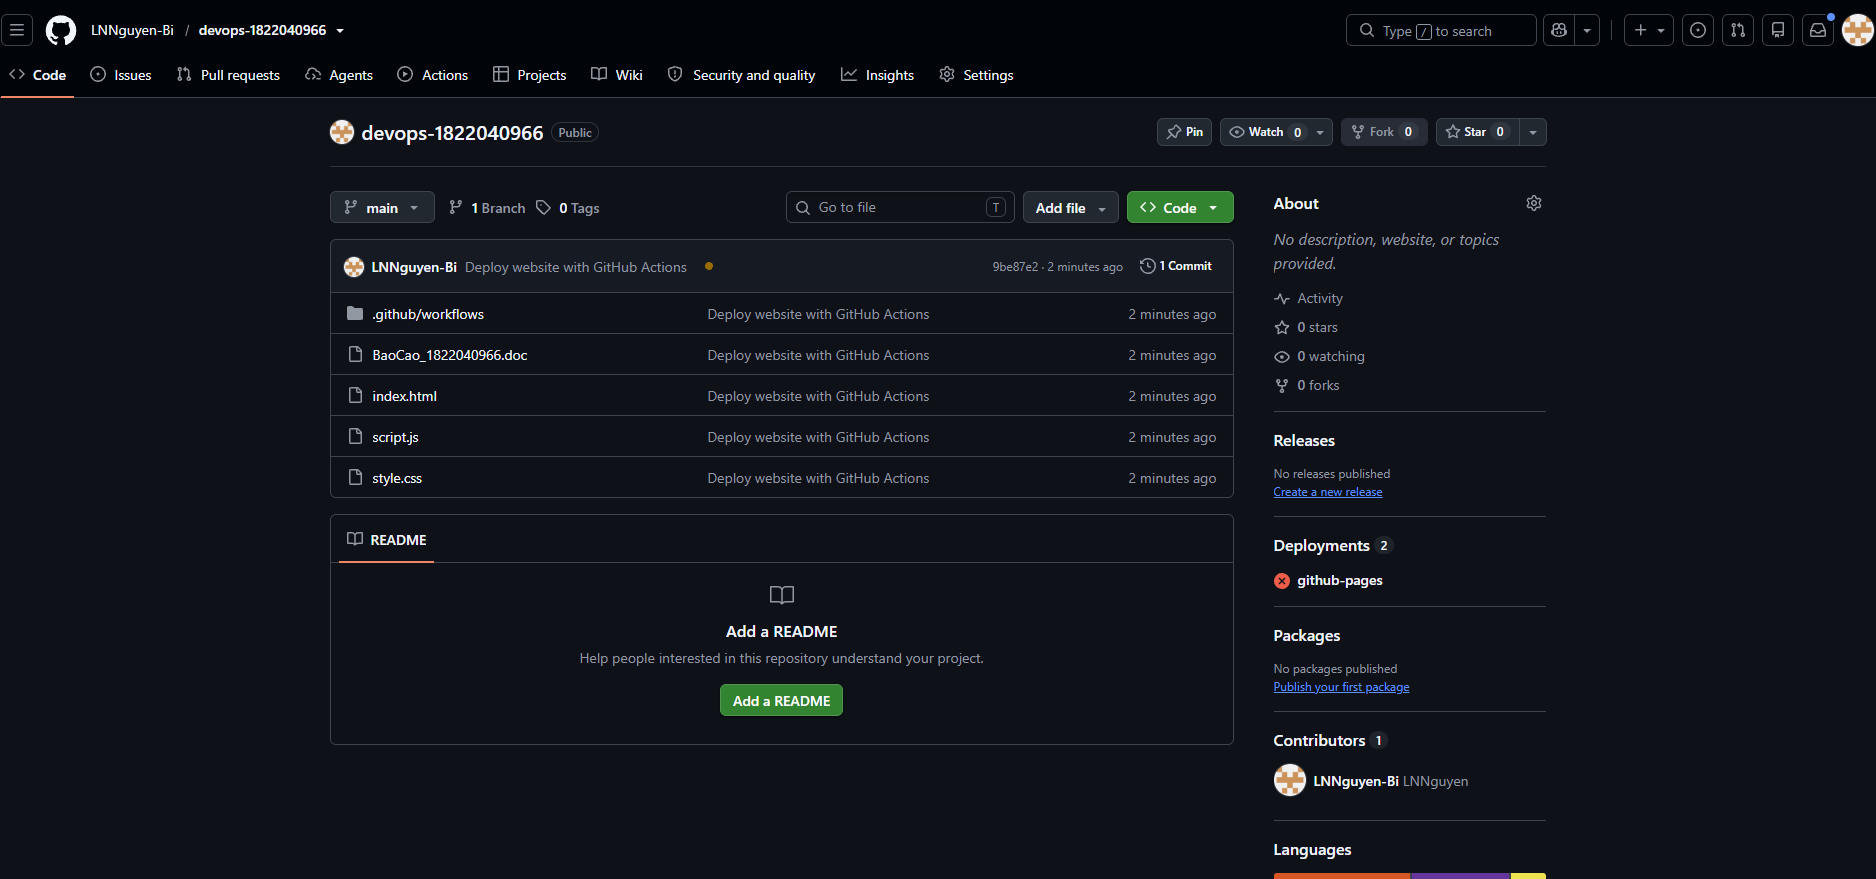 LNNguyen-Bi / devops-1822040966
Type / to search
Code Issues Pull requests Agents Actions Projects Wiki Security and quality Insights Settings
devops-1822040966 Public
Pin Watch 0 Fork 0 Star 0
main 1 Branch 0 Tags Go to file T Add file Code
LNNguyen-Bi Deploy website with GitHub Actions 9be87e2 · 2 minutes ago 1 Commit
.github/workflows Deploy website with GitHub Actions 2 minutes ago
BaoCao_1822040966.doc Deploy website with GitHub Actions 2 minutes ago
index.html Deploy website with GitHub Actions 2 minutes ago
script.js Deploy website with GitHub Actions 2 minutes ago
style.css Deploy website with GitHub Actions 2 minutes ago
README
Add a README
Help people interested in this repository understand your project.
Add a README
About
No description, website, or topics
provided.
Activity
0 stars
0 watching
0 forks
Releases
No releases published
Create a new release
Deployments 2
github-pages
Packages
No packages published
Publish your first package
Contributors 1
LNNguyen-Bi LNNguyen
Languages